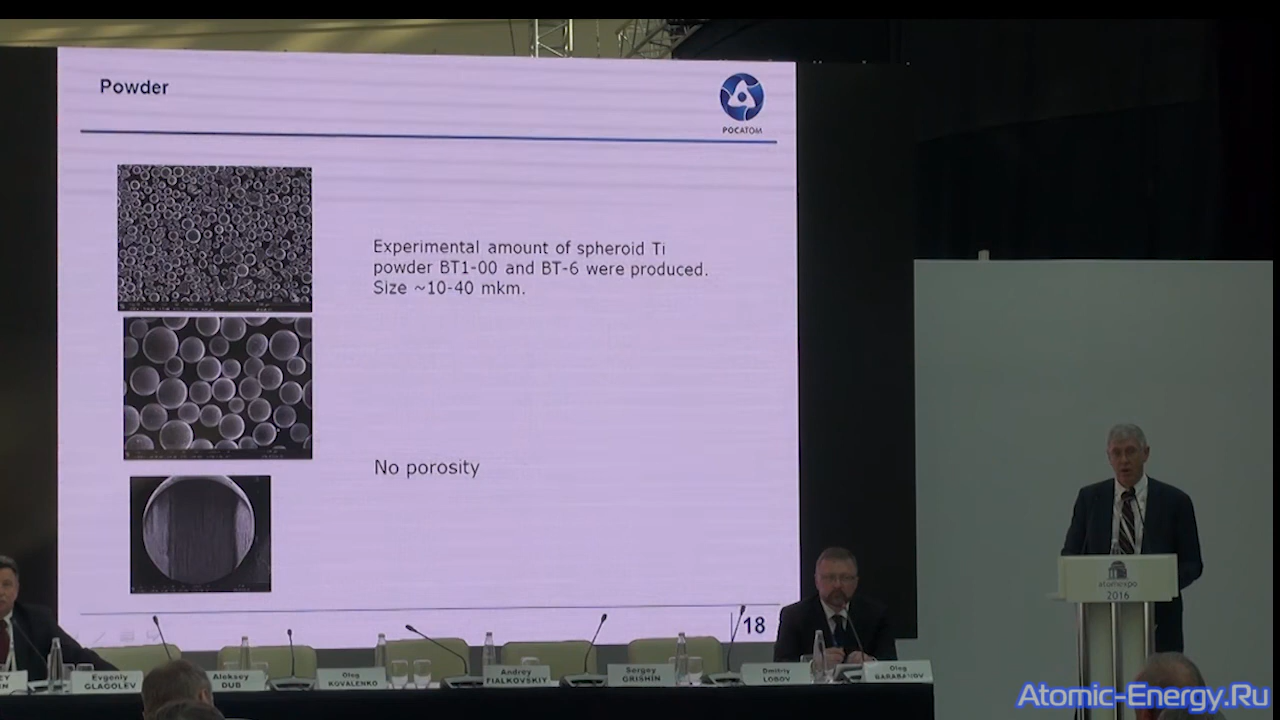 Powder
РОСАТОМ
Experimental amount of spheroid Ti
powder BT1-00 and BT-6 were produced.
Size ~10-40 mkm.
No porosity
18
atomexpo
2016
Evgeniy
GLAGOLEV
Aleksey
DUB
Oleg
KOVALENKO
Andrey
FIALKOVSKIY
Sergey
GRISHIN
Dmitriy
LOBOV
Oleg
BARABANOV
Atomic-Energy.Ru